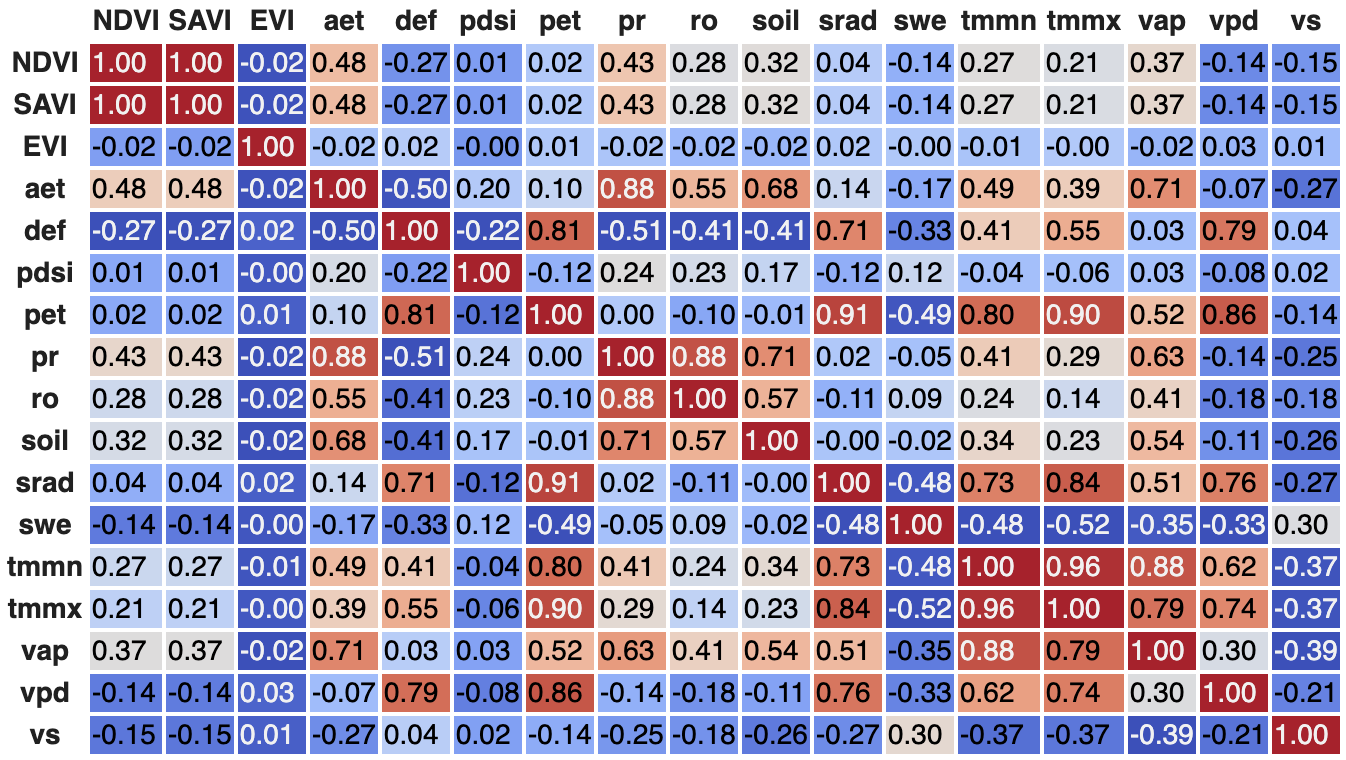 NDVI SAVI EVI aet def pdsi pet pr ro soil srad swe tmmn tmmx vap vpd vs
NDVI 1.00 1.00 -0.02 0.48 -0.27 0.01 0.02 0.43 0.28 0.32 0.04 -0.14 0.27 0.21 0.37 -0.14 -0.15
SAVI 1.00 1.00 -0.02 0.48 -0.27 0.01 0.02 0.43 0.28 0.32 0.04 -0.14 0.27 0.21 0.37 -0.14 -0.15
EVI -0.02 -0.02 1.00 -0.02 0.02 -0.00 0.01 -0.02 -0.02 -0.02 0.02 -0.00 -0.01 -0.00 -0.02 0.03 0.01
aet 0.48 0.48 -0.02 1.00 -0.50 0.20 0.10 0.88 0.55 0.68 0.14 -0.17 0.49 0.39 0.71 -0.07 -0.27
def -0.27 -0.27 0.02 -0.50 1.00 -0.22 0.81 -0.51 -0.41 -0.41 0.71 -0.33 0.41 0.55 0.03 0.79 0.04
pdsi 0.01 0.01 -0.00 0.20 -0.22 1.00 -0.12 0.24 0.23 0.17 -0.12 0.12 -0.04 -0.06 0.03 -0.08 0.02
pet 0.02 0.02 0.01 0.10 0.81 -0.12 1.00 0.00 -0.10 -0.01 0.91 -0.49 0.80 0.90 0.52 0.86 -0.14
pr 0.43 0.43 -0.02 0.88 -0.51 0.24 0.00 1.00 0.88 0.71 0.02 -0.05 0.41 0.29 0.63 -0.14 -0.25
ro 0.28 0.28 -0.02 0.55 -0.41 0.23 -0.10 0.88 1.00 0.57 -0.11 0.09 0.24 0.14 0.41 -0.18 -0.18
soil 0.32 0.32 -0.02 0.68 -0.41 0.17 -0.01 0.71 0.57 1.00 -0.00 -0.02 0.34 0.23 0.54 -0.11 -0.26
srad 0.04 0.04 0.02 0.14 0.71 -0.12 0.91 0.02 -0.11 -0.00 1.00 -0.48 0.73 0.84 0.51 0.76 -0.27
swe -0.14 -0.14 -0.00 -0.17 -0.33 0.12 -0.49 -0.05 0.09 -0.02 -0.48 1.00 -0.48 -0.52 -0.35 -0.33 0.30
tmmn 0.27 0.27 -0.01 0.49 0.41 -0.04 0.80 0.41 0.24 0.34 0.73 -0.48 1.00 0.96 0.88 0.62 -0.37
tmmx 0.21 0.21 -0.00 0.39 0.55 -0.06 0.90 0.29 0.14 0.23 0.84 -0.52 0.96 1.00 0.79 0.74 -0.37
vap 0.37 0.37 -0.02 0.71 0.03 0.03 0.52 0.63 0.41 0.54 0.51 -0.35 0.88 0.79 1.00 0.30 -0.39
vpd -0.14 -0.14 0.03 -0.07 0.79 -0.08 0.86 -0.14 -0.18 -0.11 0.76 -0.33 0.62 0.74 0.30 1.00 -0.21
vs -0.15 -0.15 0.01 -0.27 0.04 0.02 -0.14 -0.25 -0.18 -0.26 -0.27 0.30 -0.37 -0.37 -0.39 -0.21 1.00